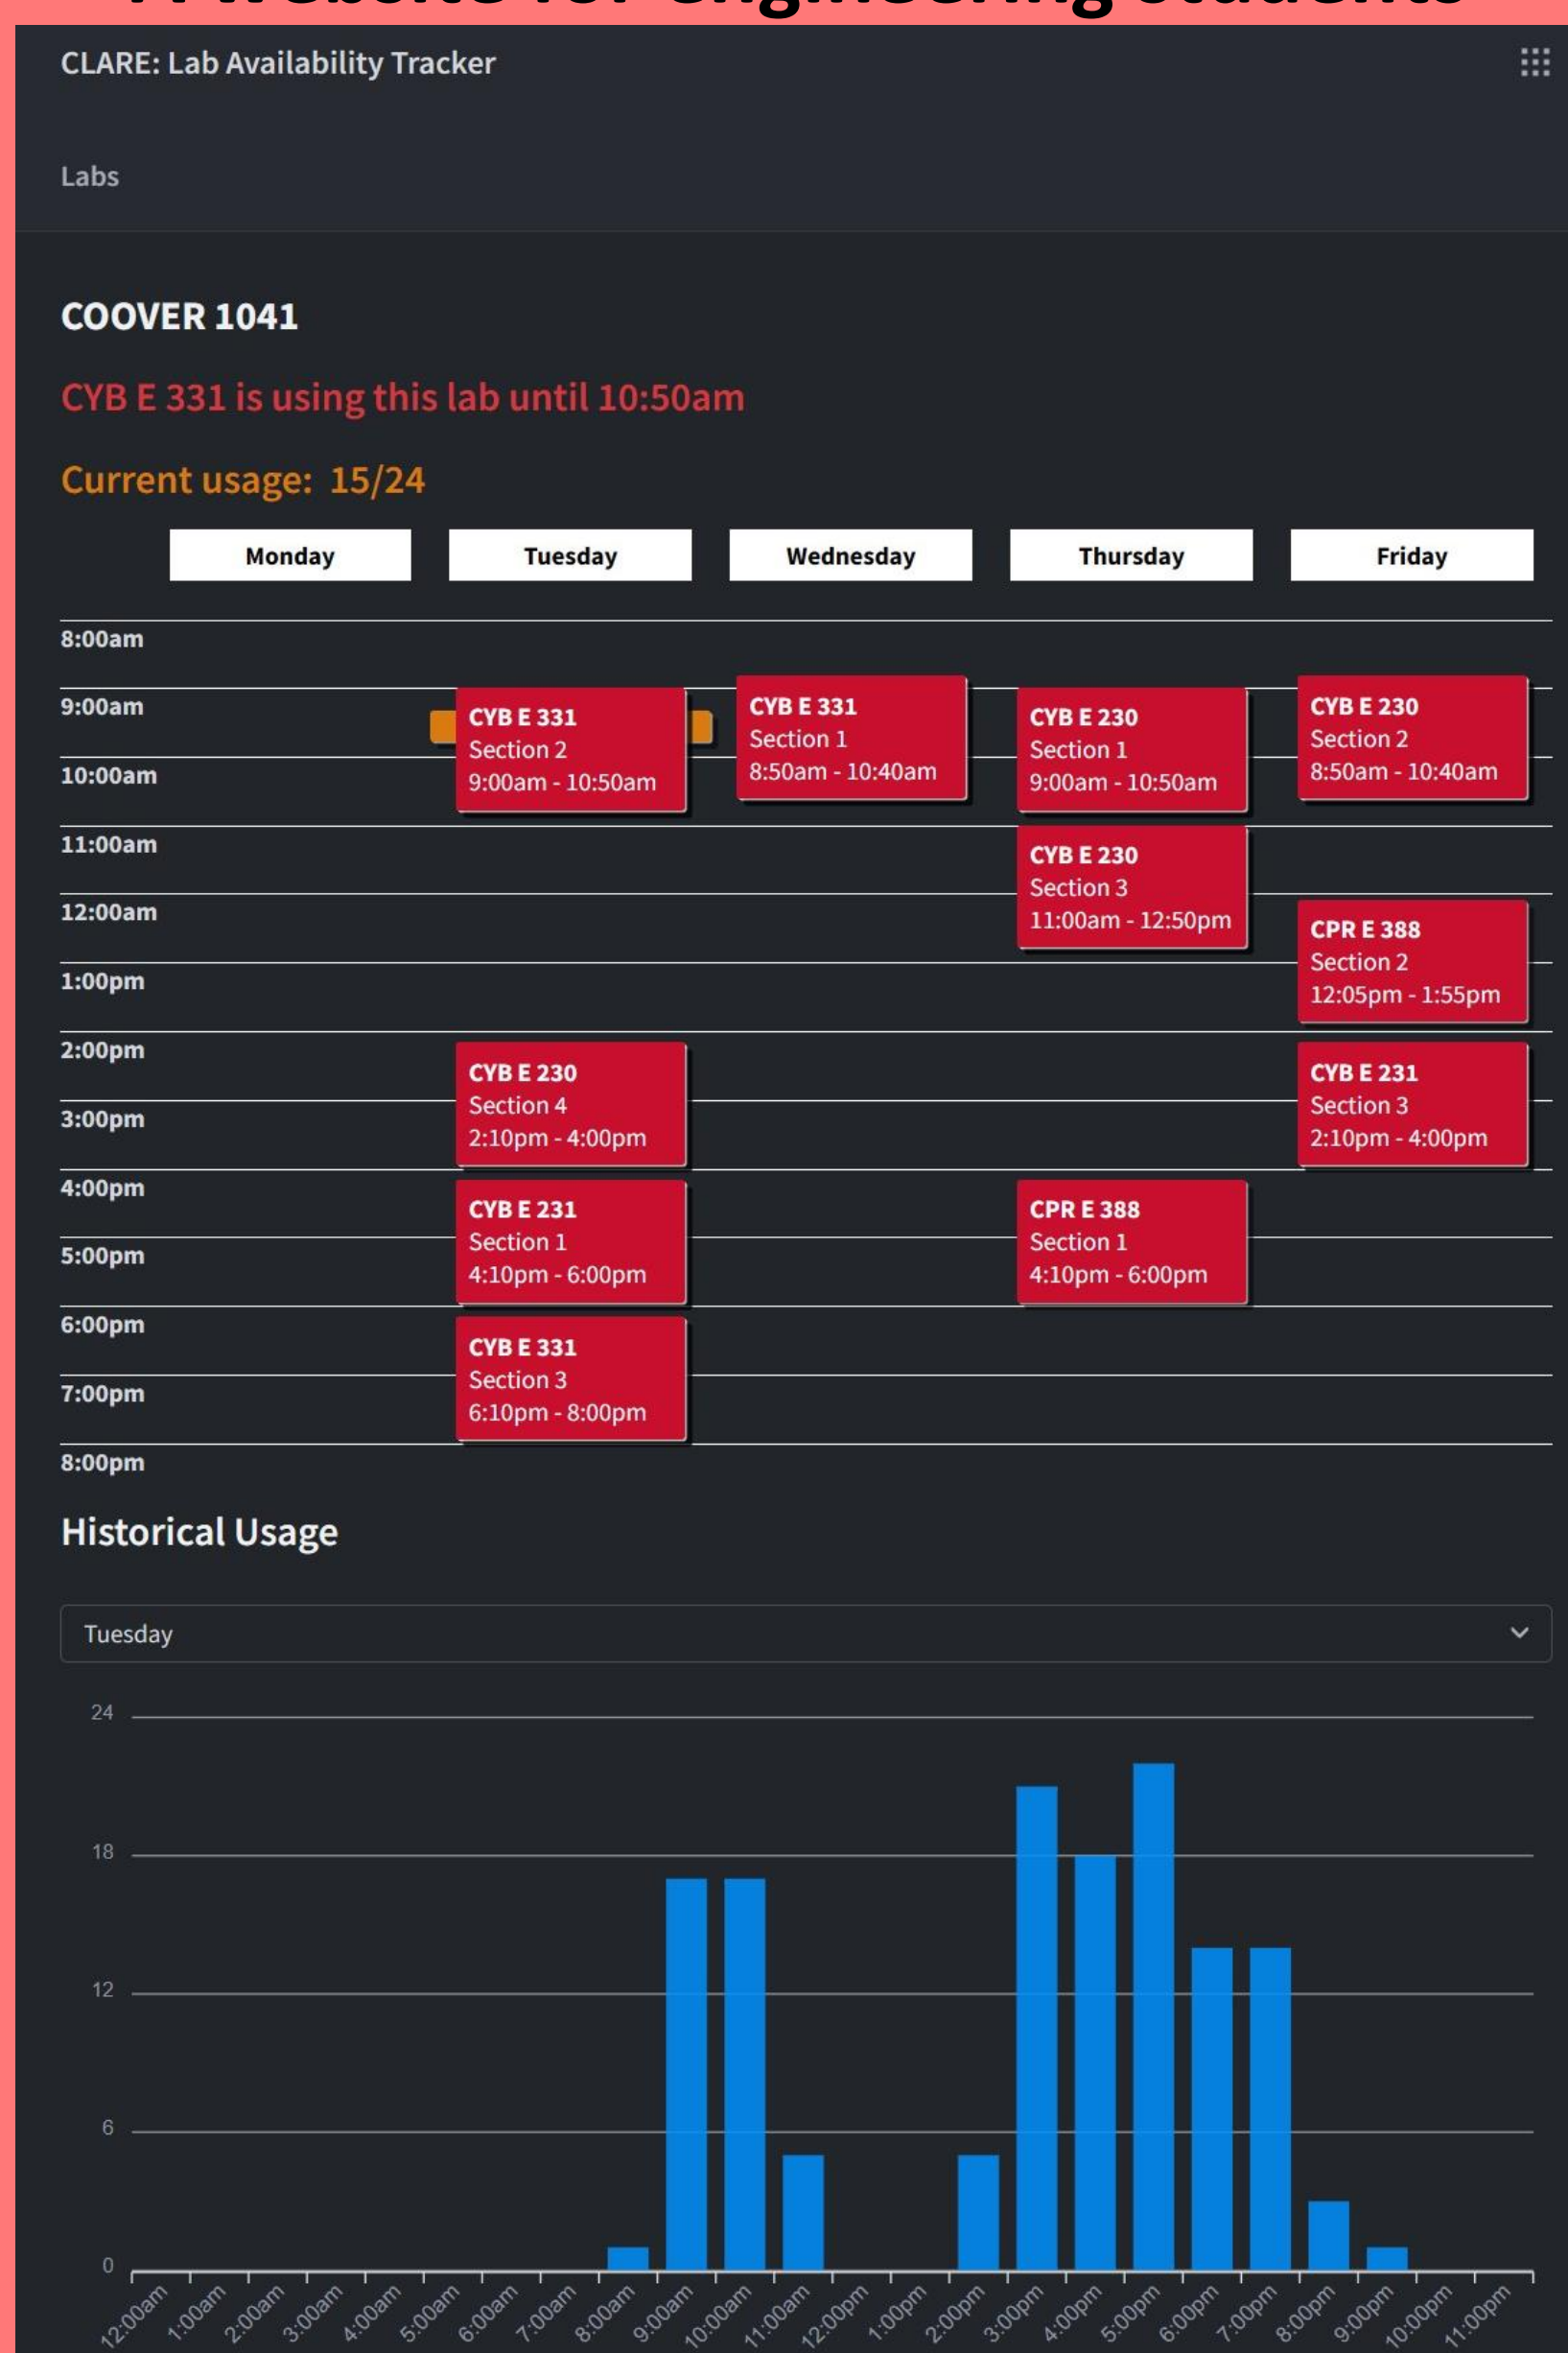 A website for engineering students
CLARE: Lab Availability Tracker
Labs
COOVER 1041
CYB E 331 is using this lab until 10:50am
Current usage: 15/24
Monday Tuesday Wednesday Thursday Friday
8:00am
9:00am
CYB E 331
Section 2
9:00am - 10:50am
CYB E 331
Section 1
8:50am - 10:40am
CYB E 230
Section 1
9:00am - 10:50am
CYB E 230
Section 2
8:50am - 10:40am
10:00am
11:00am
CYB E 230
Section 3
11:00am - 12:50pm
12:00am
CPR E 388
Section 2
12:05pm - 1:55pm
1:00pm
2:00pm
CYB E 230
Section 4
2:10pm - 4:00pm
CYB E 231
Section 3
2:10pm - 4:00pm
3:00pm
4:00pm
CYB E 231
Section 1
4:10pm - 6:00pm
CPR E 388
Section 1
4:10pm - 6:00pm
5:00pm
6:00pm
CYB E 331
Section 3
6:10pm - 8:00pm
7:00pm
8:00pm
Historical Usage
Tuesday
24
18
12
6
0
12:00am 1:00am 2:00am 3:00am 4:00am 5:00am 6:00am 7:00am 8:00am 9:00am 10:00am 11:00am 12:00pm 1:00pm 2:00pm 3:00pm 4:00pm 5:00pm 6:00pm 7:00pm 8:00pm 9:00pm 10:00pm 11:00pm